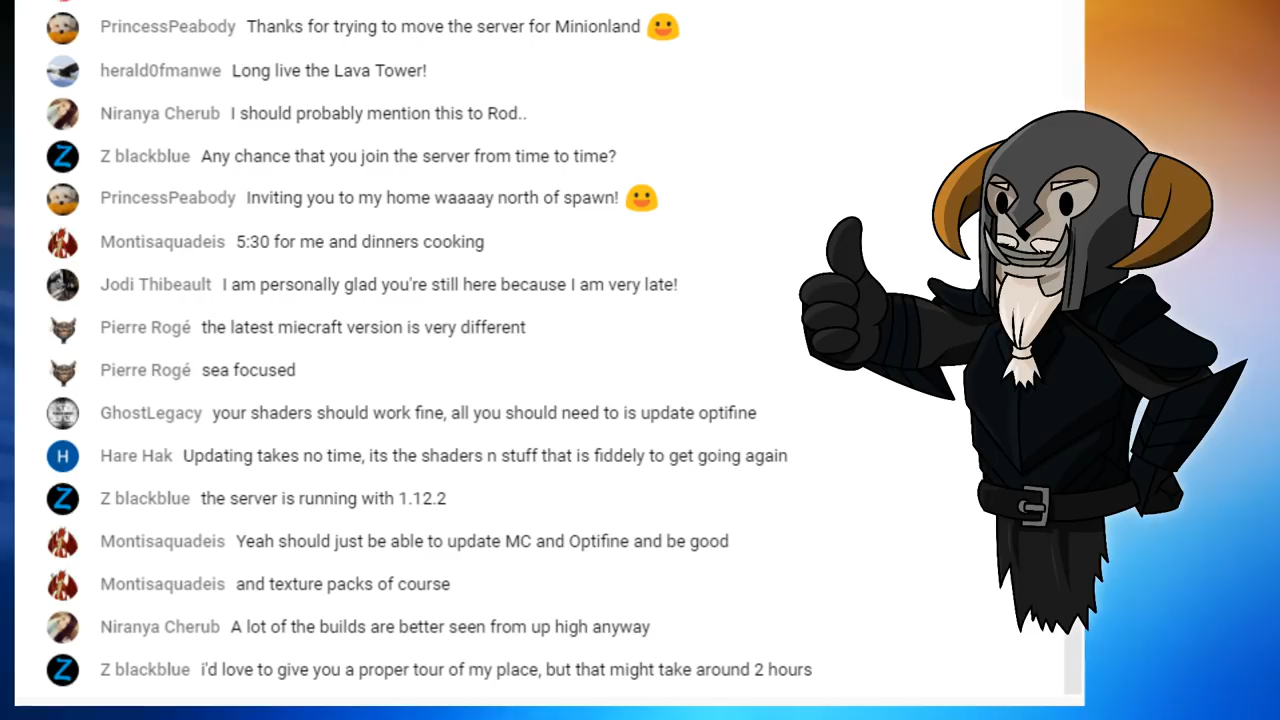 PrincessPeabody Thanks for trying to move the server for Minionland
herald0fmanwe Long live the Lava Tower!
Niranya Cherub I should probably mention this to Rod..
Z blackblue Any chance that you join the server from time to time?
PrincessPeabody Inviting you to my home waaaay north of spawn!
Montisaquadeis 5:30 for me and dinners cooking
Jodi Thibeault I am personally glad you're still here because I am very late!
Pierre Rogé the latest miecraft version is very different
Pierre Rogé sea focused
GhostLegacy your shaders should work fine, all you should need to is update optifine
H Hare Hak Updating takes no time, its the shaders n stuff that is fiddely to get going again
Z blackblue the server is running with 1.12.2
Montisaquadeis Yeah should just be able to update MC and Optifine and be good
Montisaquadeis and texture packs of course
Niranya Cherub A lot of the builds are better seen from up high anyway
Z blackblue i'd love to give you a proper tour of my place, but that might take around 2 hours